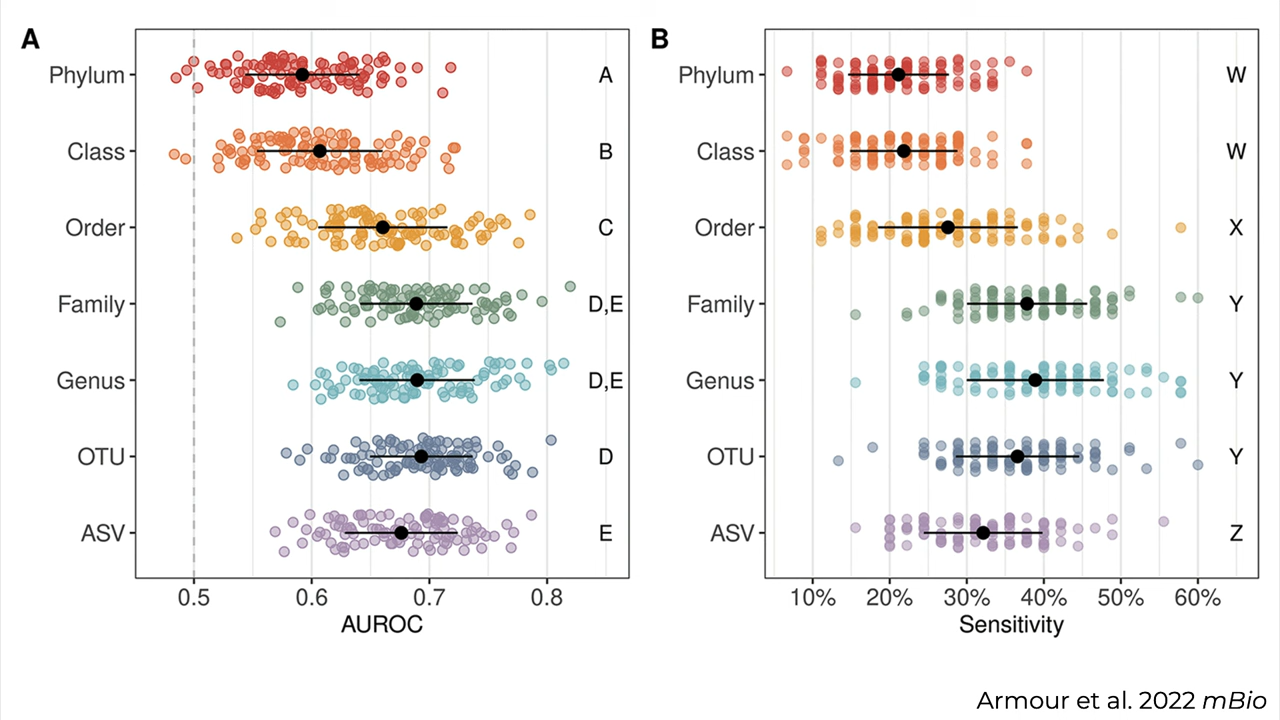 A
Phylum
A
Class
B
Order
C
Family
D,E
Genus
D,E
OTU
D
ASV
E
0.5 0.6 0.7 0.8
AUROC
B
Phylum
W
Class
W
Order
X
Family
Y
Genus
Y
OTU
Y
ASV
Z
10% 20% 30% 40% 50% 60%
Sensitivity
Armour et al. 2022 mBio